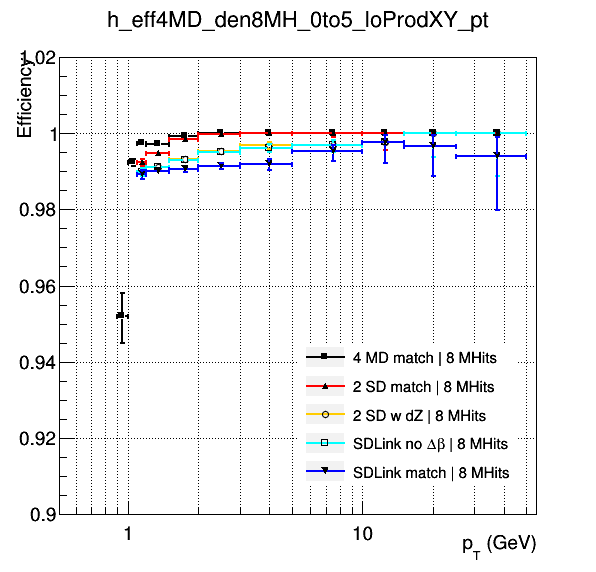 h_eff4MD_den8MH_0to5_loProdXY_pt
Efficiency
1.02
1
0.98
0.96
0.94
0.92
0.9
4 MD match | 8 MHits
2 SD match | 8 MHits
2 SD w dZ | 8 MHits
SDLink no Δβ | 8 MHits
SDLink match | 8 MHits
1
10
p_T (GeV)